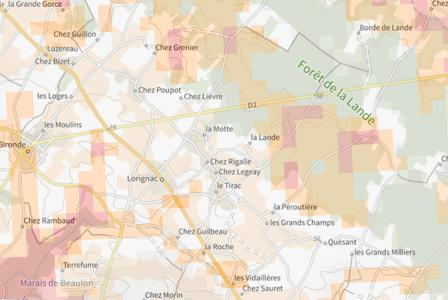 la Grande Gorce
Borde de Lande
Chez Guillon
Luzereau
Chez Grenier
Chez Bizet
Forêt de la Lande
Chez Poupot
les Loges
Chez Lièvre
D2
les Moulins
la Motte
la Lande
Gironde
Chez Rigalle
Chez Legeay
Lorignac
le Tirac
la Péroutière
Chez Rambaud
les Grands Champs
Chez Guilbeau
Quésant
la Roche
les Grands Milliers
Terrefume
Marais de Beaulon
les Vidaillères
Chez Sauret
Chez Morin